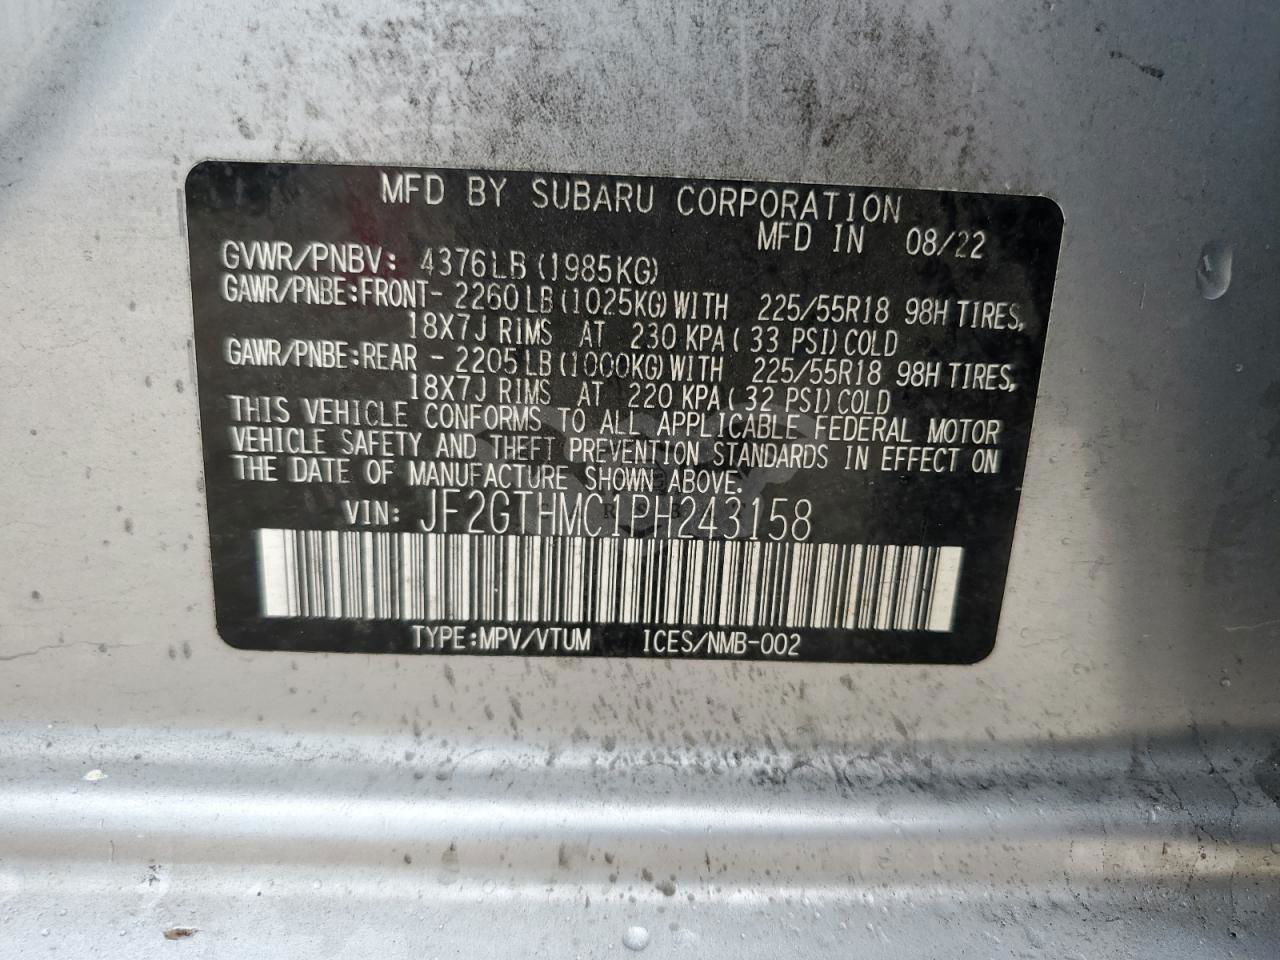 MFD BY SUBARU CORPORATION
MFD IN 08/22
GVWR/PNBV: 4376LB(1985KG)
GAWR/PNBE:FRONT- 2260LB(1025KG)WITH 225/55R18 98H TIRES,
18X7J RIMS AT 230 KPA(33 PSI)COLD
GAWR/PNBE:REAR - 2205LB(1000KG)WITH 225/55R18 98H TIRES,
18X7J RIMS AT 220 KPA(32 PSI)COLD
THIS VEHICLE CONFORMS TO ALL APPLICABLE FEDERAL MOTOR
VEHICLE SAFETY AND THEFT PREVENTION STANDARDS IN EFFECT ON
THE DATE OF MANUFACTURE SHOWN ABOVE.
VIN: JF2GTHMC1PH243158
TYPE:MPV/VTUM ICES/NMB-002